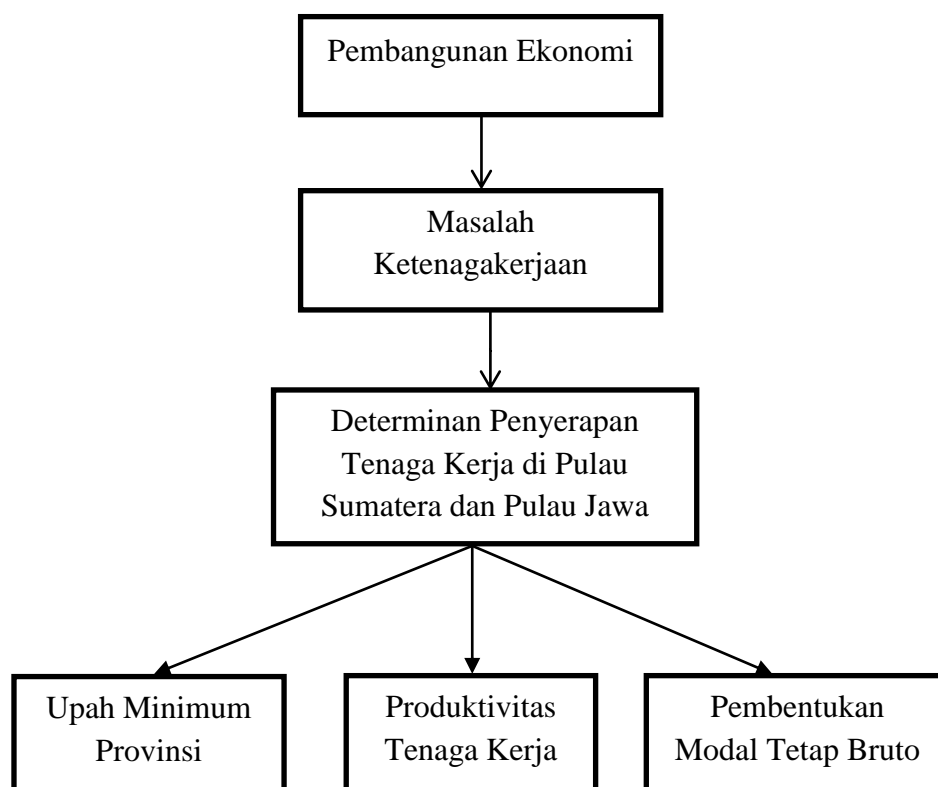 Pembangunan Ekonomi
Masalah
Ketenagakerjaan
Determinan Penyerapan
Tenaga Kerja di Pulau
Sumatera dan Pulau Jawa
Upah Minimum
Provinsi
Produktivitas
Tenaga Kerja
Pembentukan
Modal Tetap Bruto